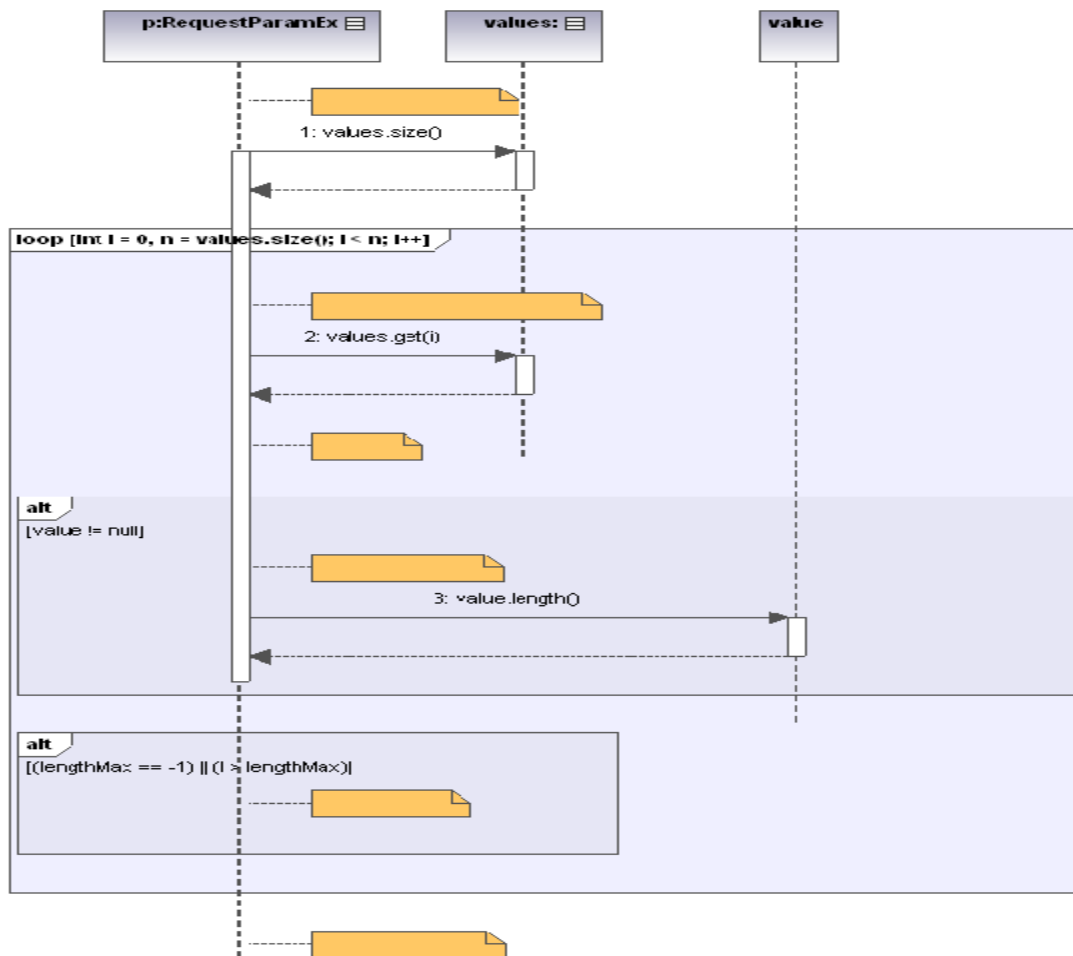 p:RequestParamEx
values:
value
1: values.size()
loop [int i = 0, n = values.size(); i < n; i++]
2: values.get(i)
alt
[value != null]
3: value.length()
alt
[(lengthMax == -1) || (l > lengthMax)]